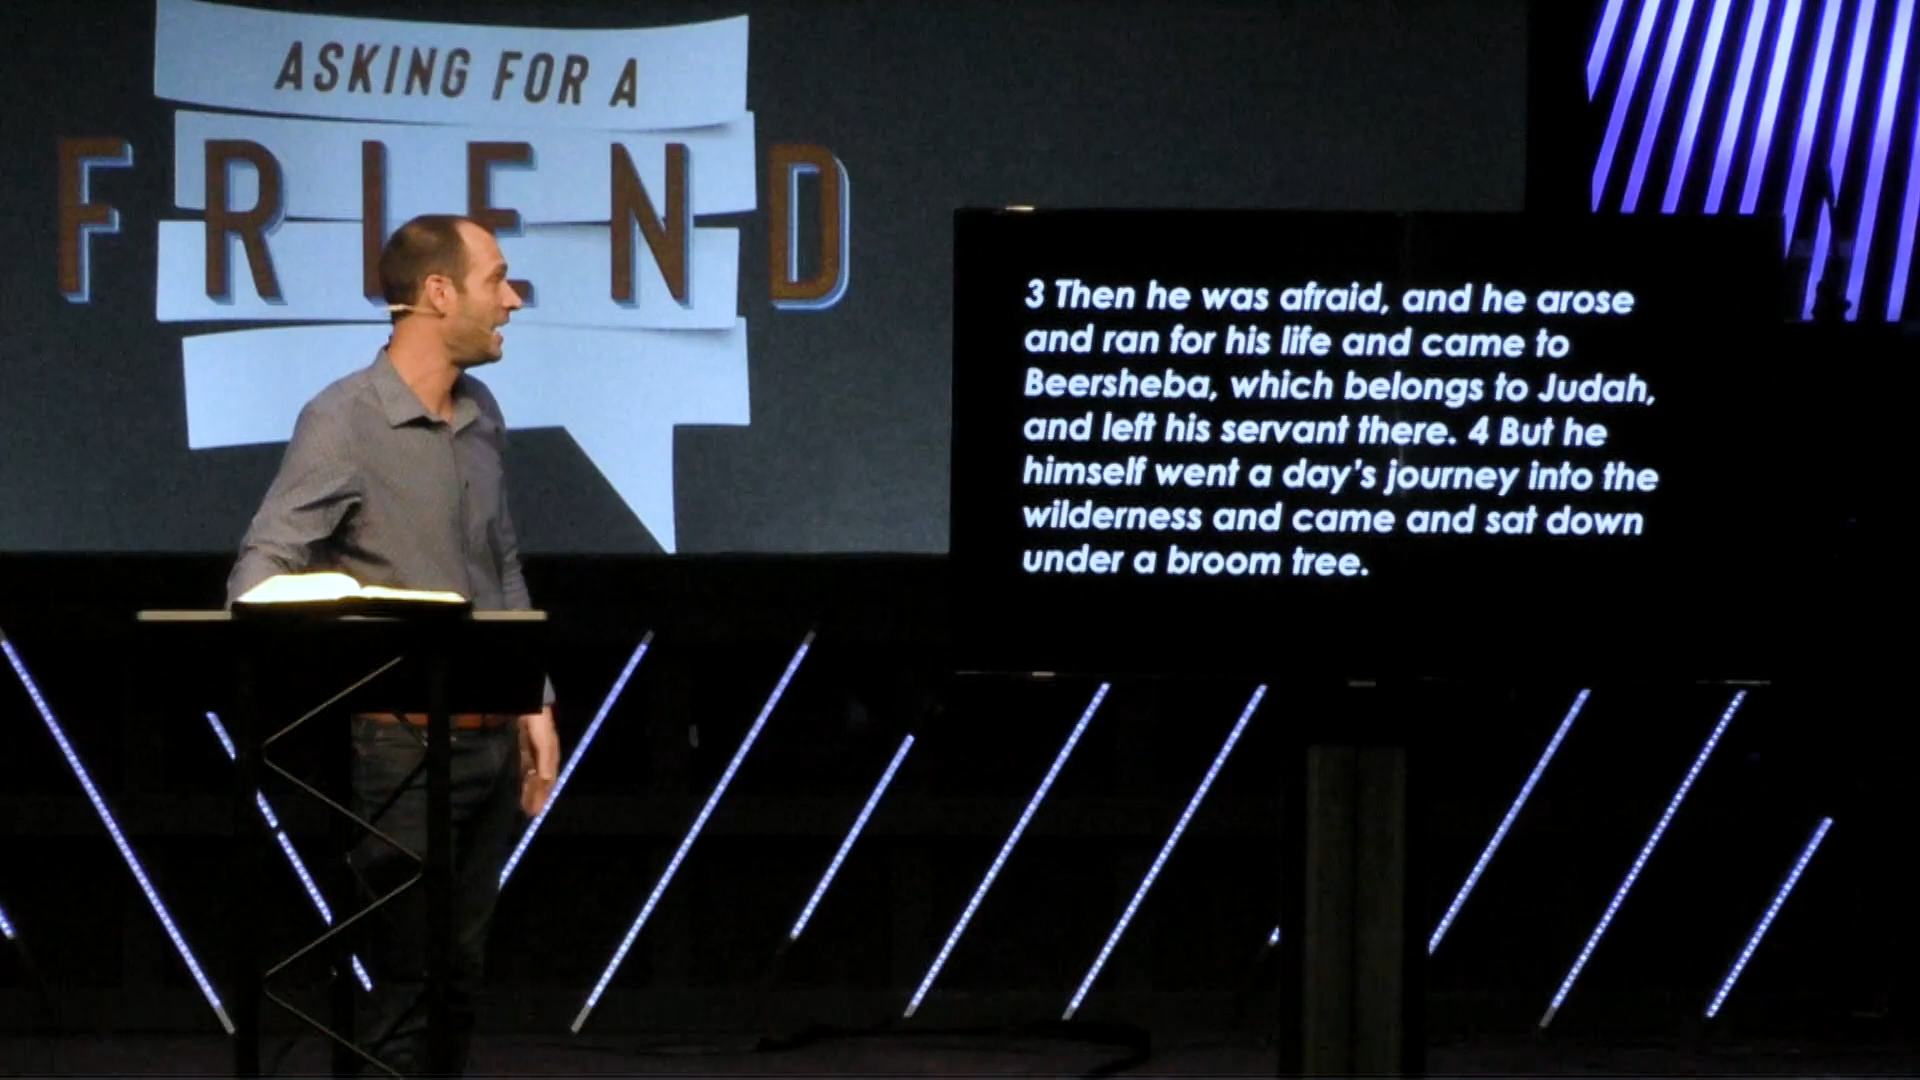 ASKING FOR A
FRIEND
3 Then he was afraid, and he arose
and ran for his life and came to
Beersheba, which belongs to Judah,
and left his servant there. 4 But he
himself went a day's journey into the
wilderness and came and sat down
under a broom tree.